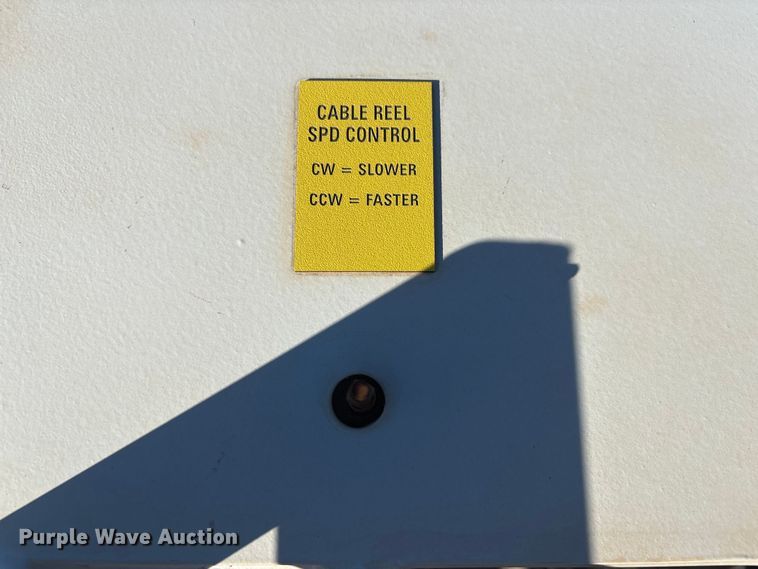 CABLE REEL
SPD CONTROL
CW = SLOWER
CCW = FASTER
Purple Wave Auction